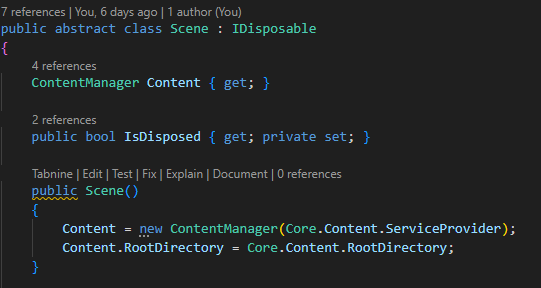 7 references | You, 6 days ago | 1 author (You)
public abstract class Scene : IDisposable
{
4 references
ContentManager Content { get; }
2 references
public bool IsDisposed { get; private set; }
Tabnine | Edit | Test | Fix | Explain | Document | 0 references
public Scene()
{
Content = new ContentManager(Core.Content.ServiceProvider);
Content.RootDirectory = Core.Content.RootDirectory;
}